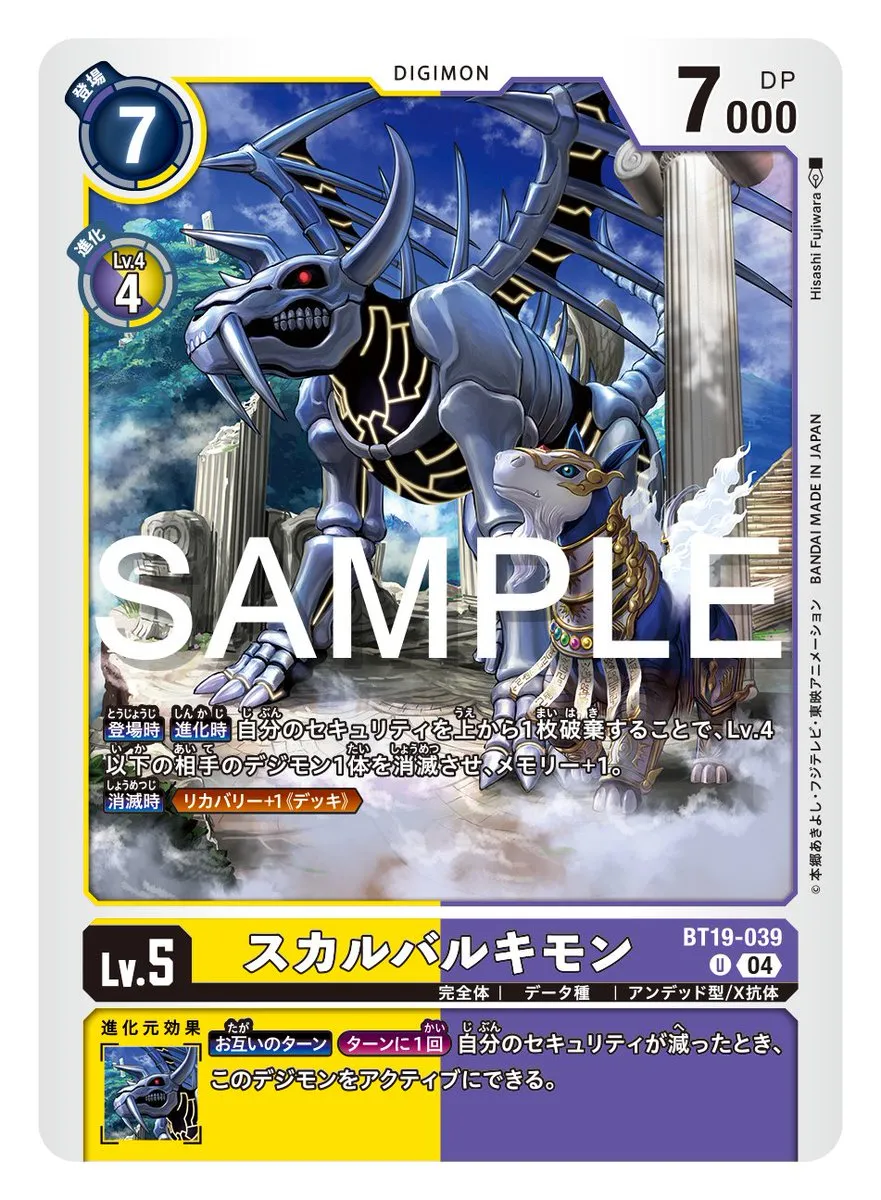 DIGIMON
登場
7
7000
DP
進化
Lv.4
4
Hisashi Fujiwara
BANDAI MADE IN JAPAN
©本郷あきよし・フジテレビ・東映アニメーション
SAMPLE
登場時 進化時 自分のセキュリティを上から1枚破棄することで、Lv.4
以下の相手のデジモン1体を消滅させ、メモリー+1。
消滅時 リカバリー+1《デッキ》
Lv.5
スカルバルキモン
BT19-039
U 04
完全体 | データ種 | アンデッド型/X抗体
進化元効果
お互いのターン ターンに1回 自分のセキュリティが減ったとき、
このデジモンをアクティブにできる。